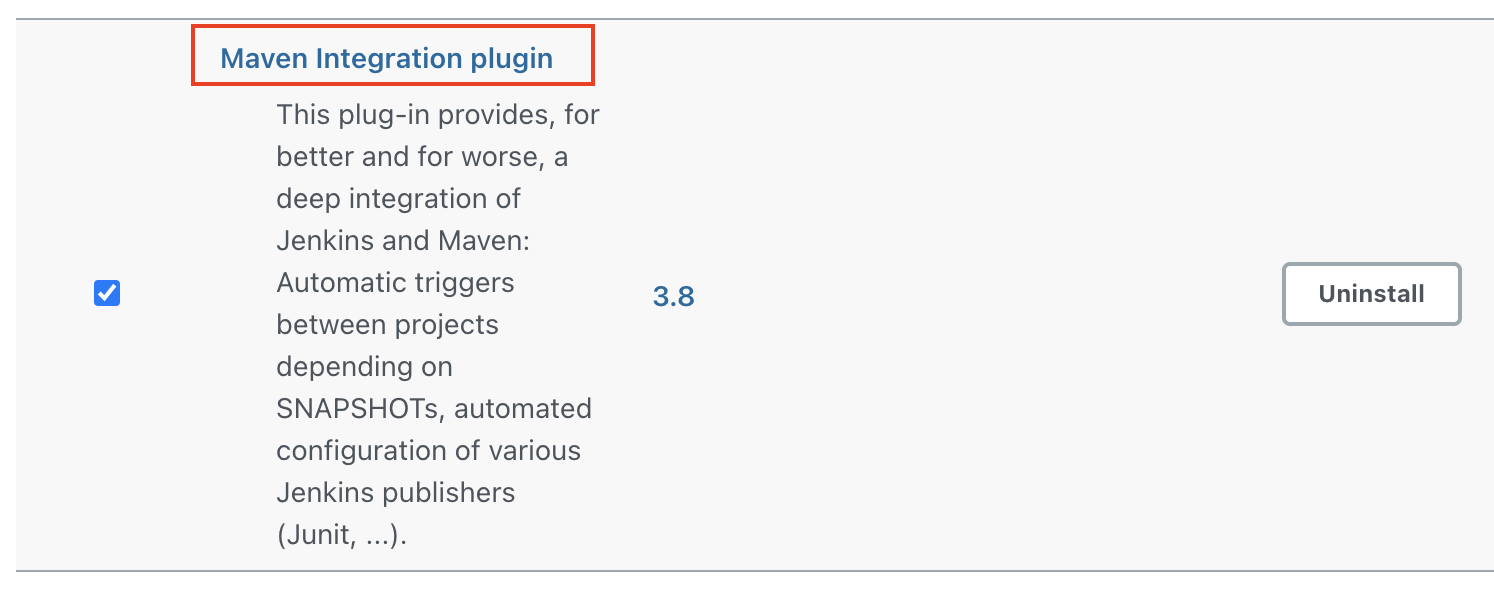 Maven Integration plugin
This plug-in provides, for
better and for worse, a
deep integration of
Jenkins and Maven:
Automatic triggers
between projects
depending on
SNAPSHOTs, automated
configuration of various
Jenkins publishers
(Junit, ...).
3.8
Uninstall